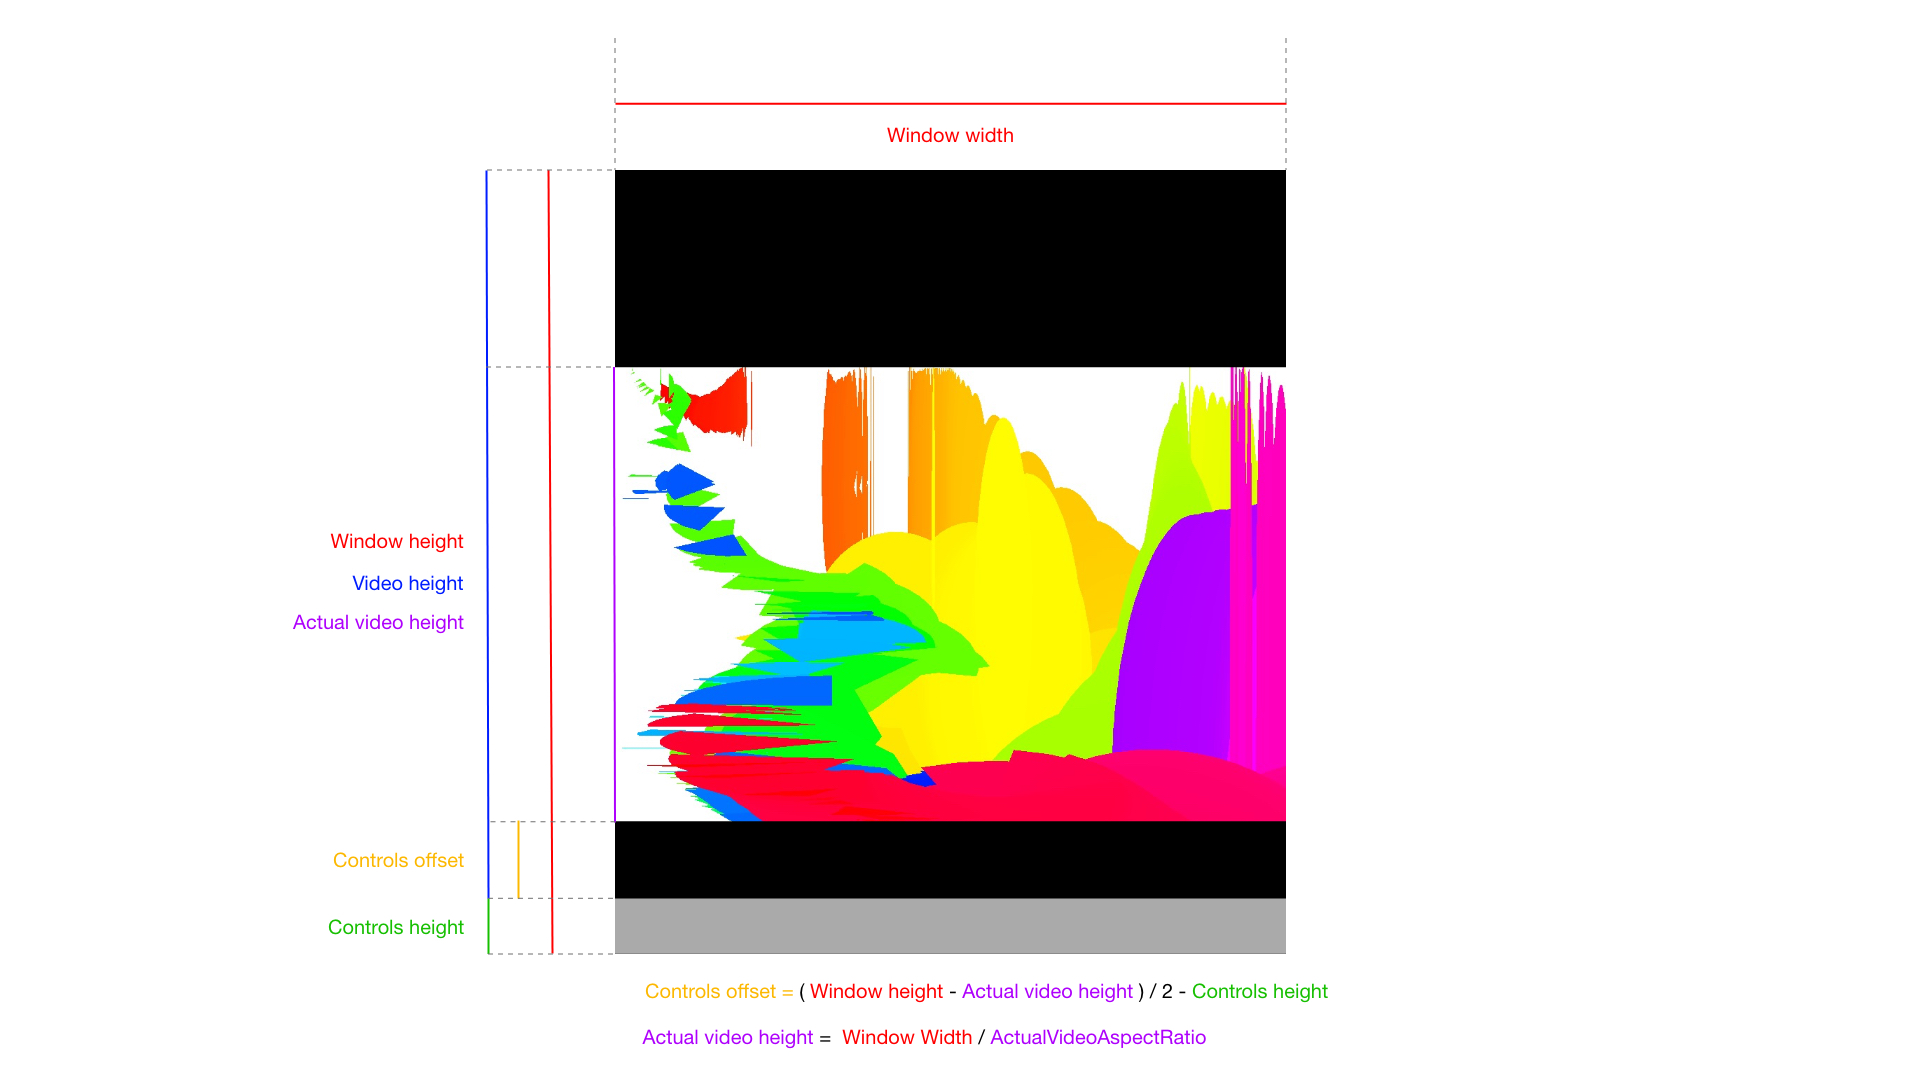 Window width
Window height
Video height
Actual video height
Controls offset
Controls height
Controls offset = ( Window height - Actual video height ) / 2 - Controls height
Actual video height = Window Width / ActualVideoAspectRatio